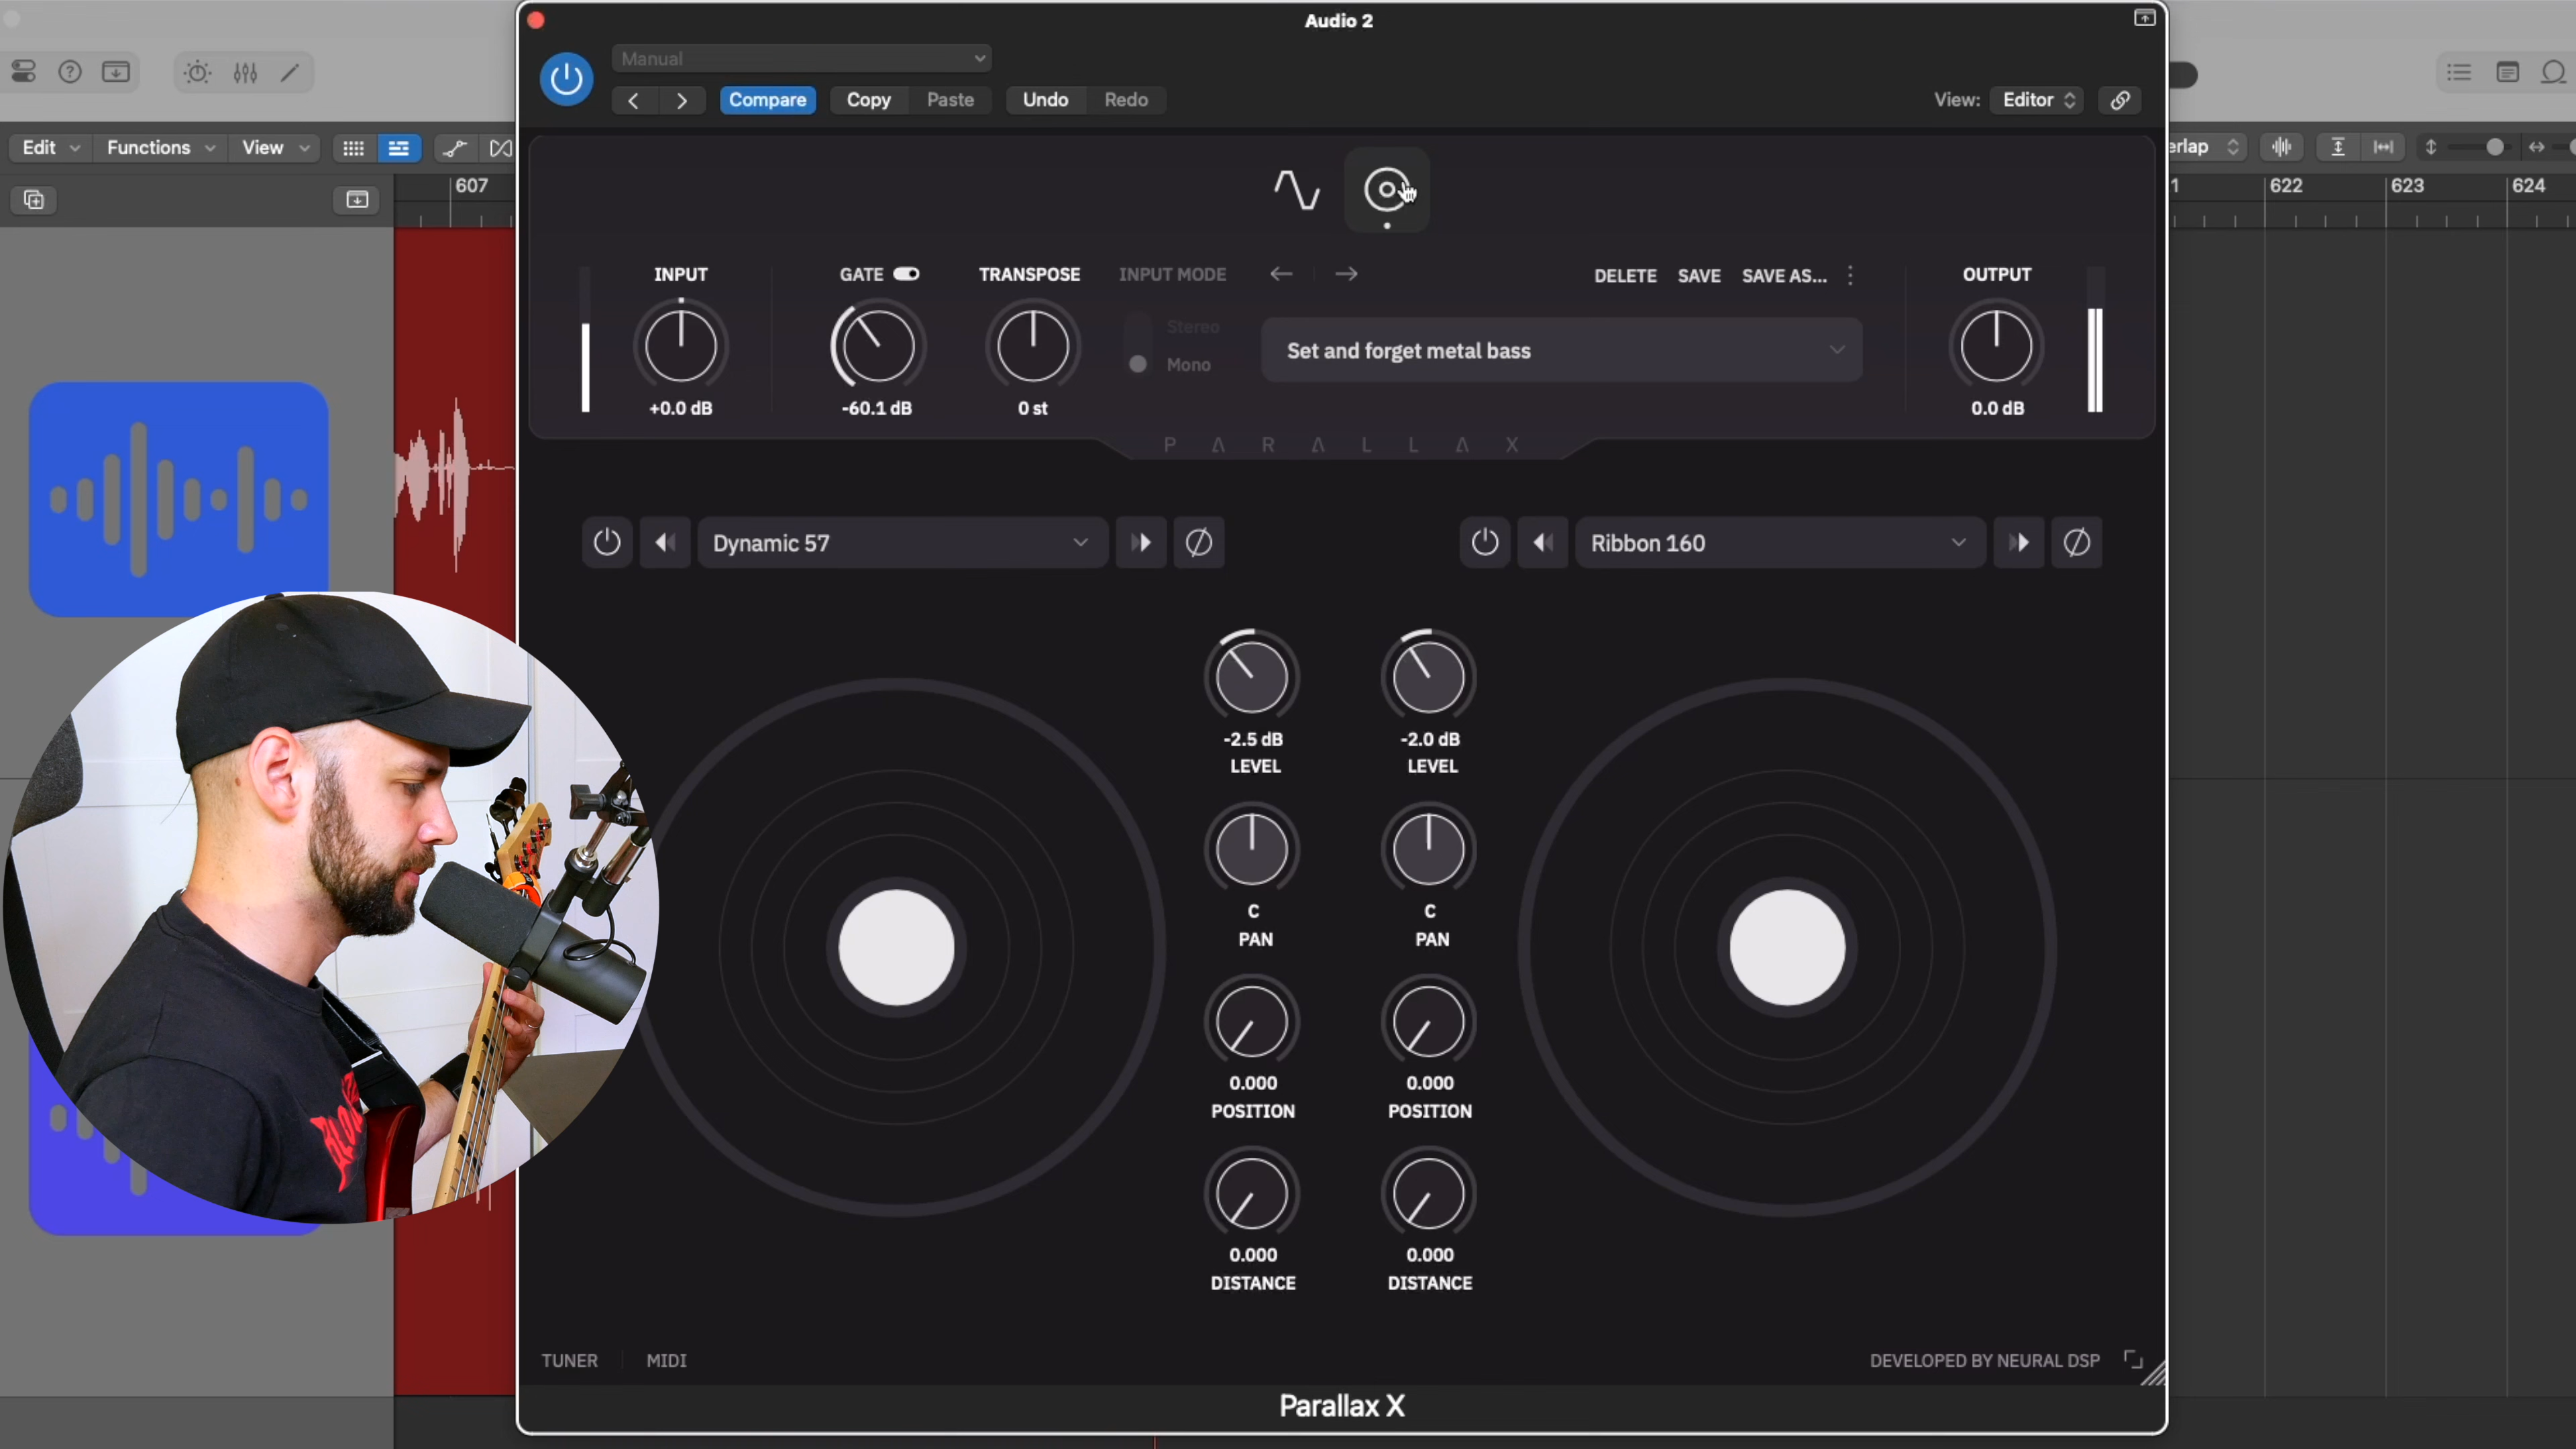 Audio 2
Manual
Compare Copy Paste Undo Redo
View: Editor
Edit Functions View
erlap
607
1 622 623 624
INPUT GATE TRANSPOSE INPUT MODE DELETE SAVE SAVE AS... OUTPUT
Stereo
Mono
Set and forget metal bass
+0.0 dB -60.1 dB 0 st 0.0 dB
PARALLAX
Dynamic 57 Ribbon 160
-2.5 dB -2.0 dB
LEVEL LEVEL
C C
PAN PAN
0.000 0.000
POSITION POSITION
0.000 0.000
DISTANCE DISTANCE
TUNER MIDI DEVELOPED BY NEURAL DSP
Parallax X